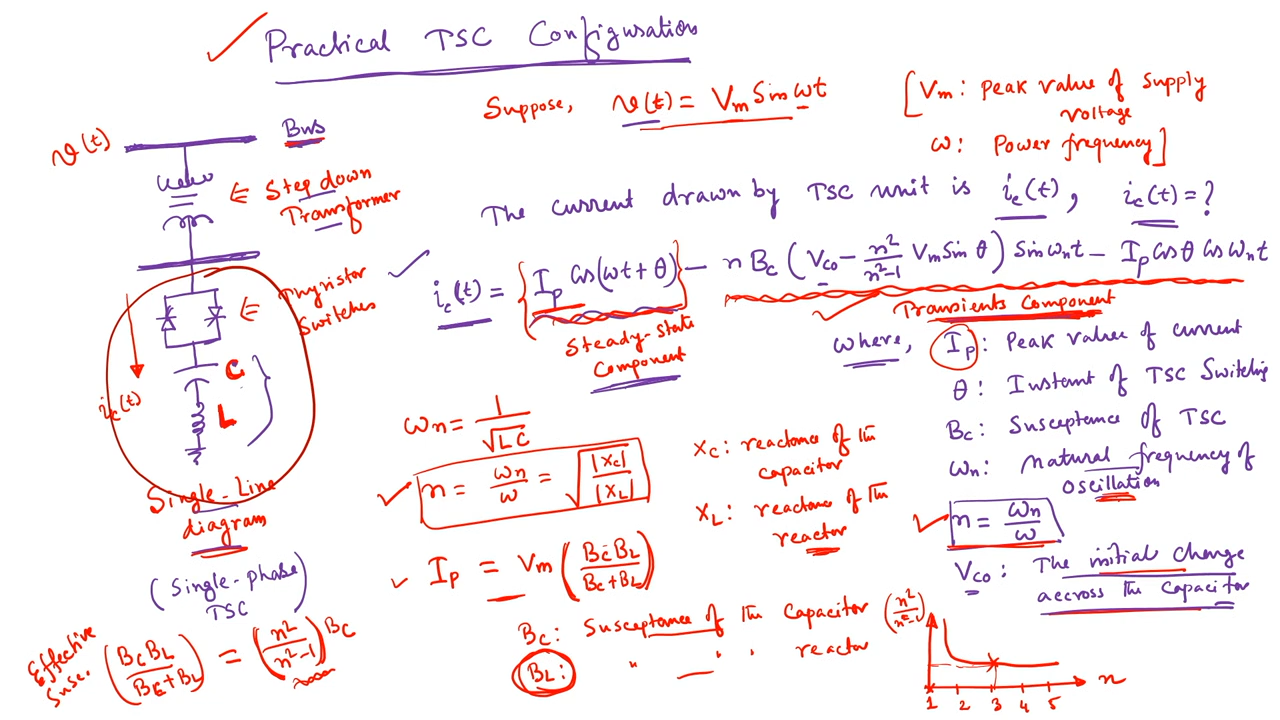 Practical TSC Configuration
Suppose, v(t) = Vm Sin ωt
[Vm: Peak value of Supply
voltage
ω: Power frequency]
v(t)
Bus
Step down
Transformer
The current drawn by TSC unit is ic(t), ic(t) = ?
ic(t) = {Ip Cos(ωt + θ)} − n Bc (Vco − n²/n²-1 Vm Sin θ) Sin ωnt − Ip Cos θ Cos ωnt
Steady-State
Component
Transients Component
Thyristor
Switches
C
L
ic(t)
Single-Line
diagram
(Single-phase
TSC)
where, Ip: Peak value of current
θ: Instant of TSC Switching
Bc: Susceptance of TSC
ωn: natural frequency of
oscillation
n = ωn/ω
Vco: The initial Change
accross the Capacitor
ωn = 1/√LC
n = ωn/ω = √|Xc|/|XL|
Xc: reactance of the
capacitor
XL: reactance of the
reactor
Ip = Vm (BcBL/Bc+BL)
Bc: Susceptance of the Capacitor
BL: " — " " reactor
Effective
Susc. (BcBL/Bc+BL) = (n²/n²-1) Bc
(n²/n²-1)
1 2 3 4 5
n